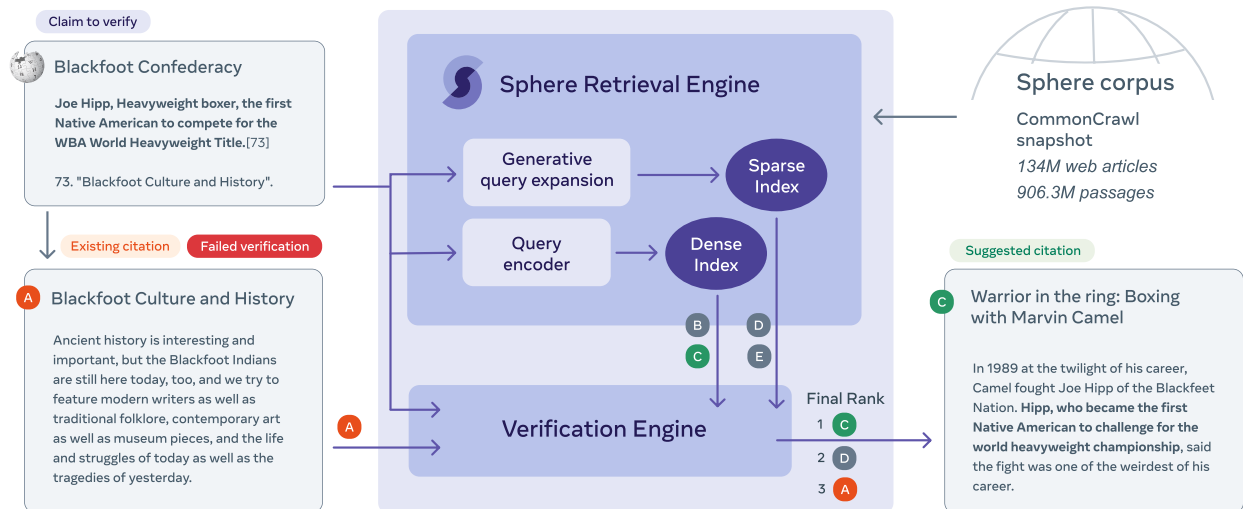 Claim to verify
Blackfoot Confederacy
Joe Hipp, Heavyweight boxer, the first
Native American to compete for the
WBA World Heavyweight Title.[73]
73. "Blackfoot Culture and History".
Existing citation
Failed verification
A
Blackfoot Culture and History
Ancient history is interesting and
important, but the Blackfoot Indians
are still here today, too, and we try to
feature modern writers as well as
traditional folklore, contemporary art
as well as museum pieces, and the life
and struggles of today as well as the
tragedies of yesterday.
A
Sphere Retrieval Engine
Generative
query expansion
Sparse
Index
Query
encoder
Dense
Index
B
D
C
E
Verification Engine
Final Rank
1 C
2 D
3 A
Sphere corpus
CommonCrawl
snapshot
134M web articles
906.3M passages
Suggested citation
C
Warrior in the ring: Boxing
with Marvin Camel
In 1989 at the twilight of his career,
Camel fought Joe Hipp of the Blackfeet
Nation. Hipp, who became the first
Native American to challenge for the
world heavyweight championship, said
the fight was one of the weirdest of his
career.